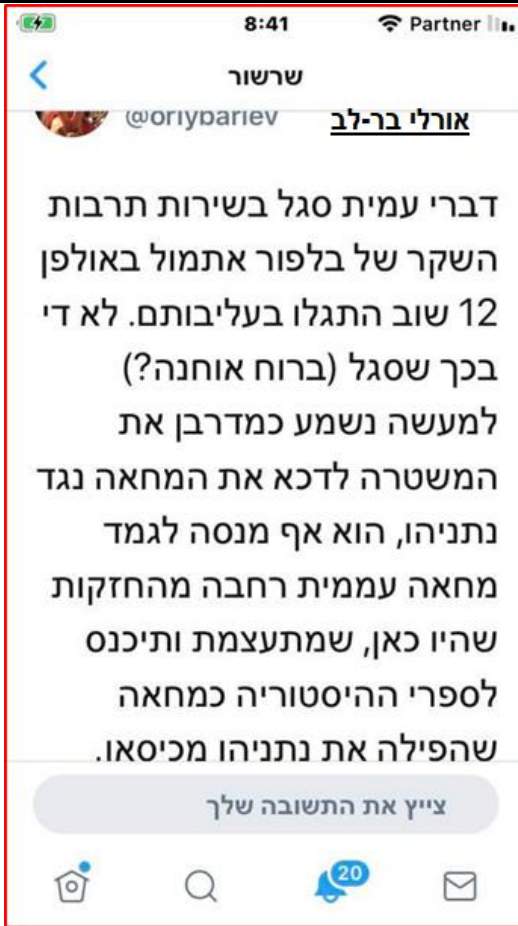 8:41 Partner
שרשור
@orlybarlev אורלי בר-לב
דברי עמית סגל בשירות תרבות
השקר של בלפור אתמול באולפן
12 שוב התגלו בעליבותם. לא די
בכך שסגל (ברוח אוחנה?)
למעשה נשמע כמדרבן את
המשטרה לדכא את המחאה נגד
נתניהו, הוא אף מנסה לגמד
מחאה עממית רחבה מהחזקות
שהיו כאן, שמתעצמת ותיכנס
לספרי ההיסטוריה כמחאה
שהפילה את נתניהו מכיסאו.
צייץ את התשובה שלך
20